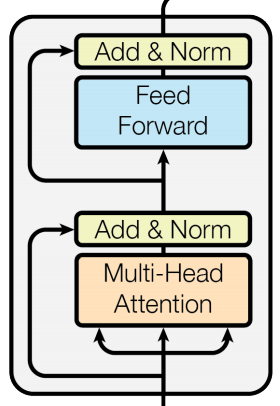 Add & Norm
Feed
Forward
Add & Norm
Multi-Head
Attention